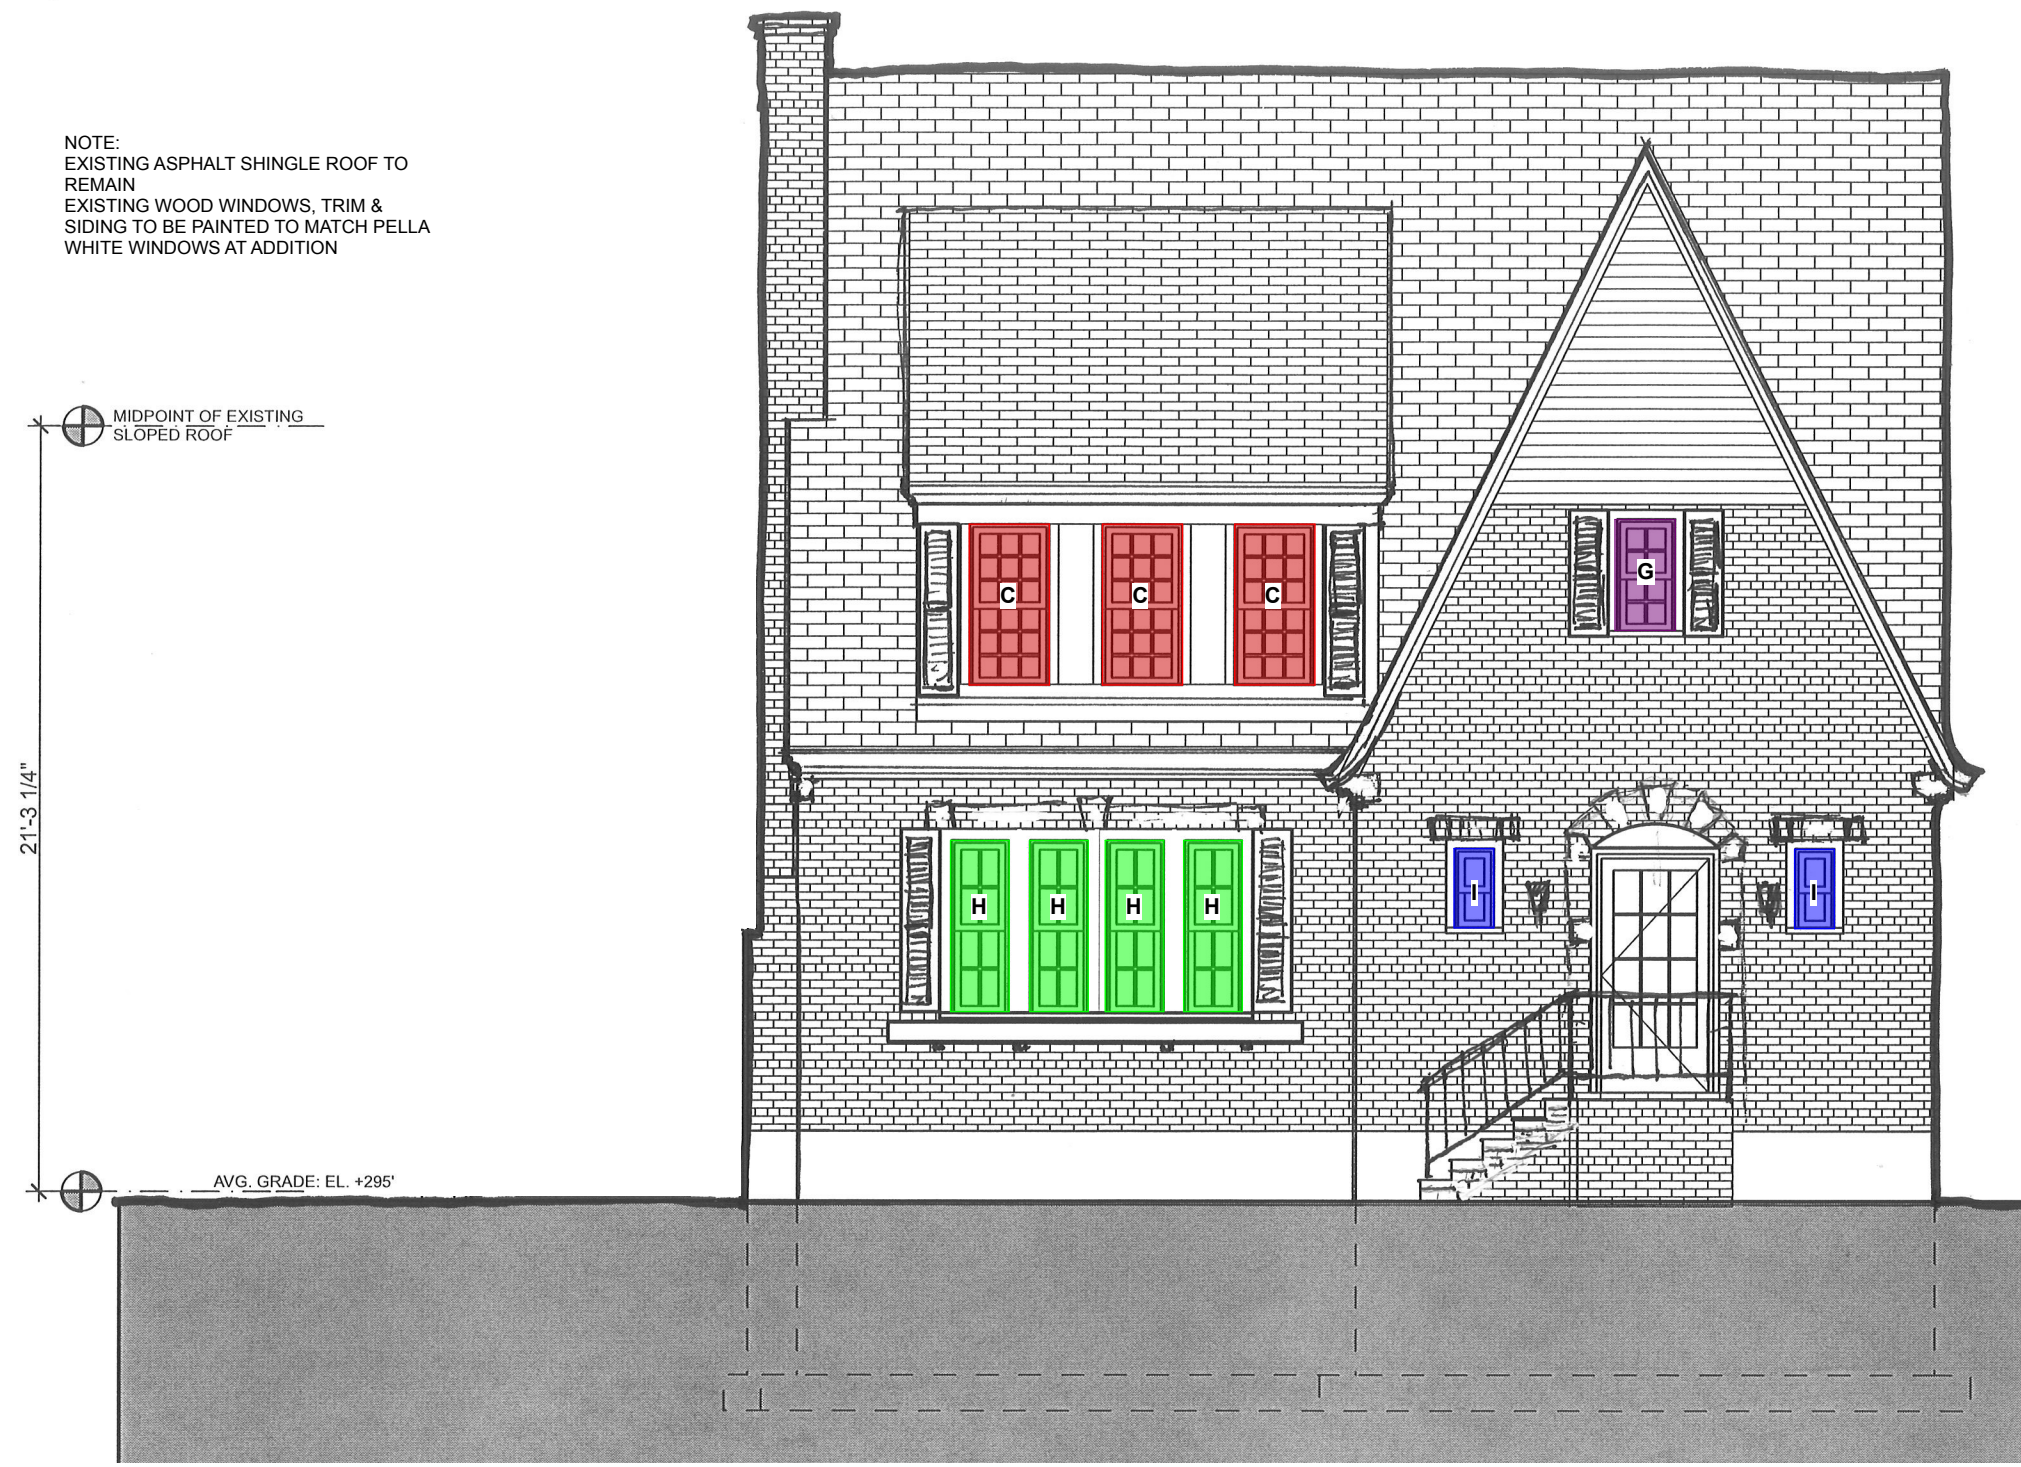 NOTE:
EXISTING ASPHALT SHINGLE ROOF TO
REMAIN
EXISTING WOOD WINDOWS, TRIM &
SIDING TO BE PAINTED TO MATCH PELLA
WHITE WINDOWS AT ADDITION
MIDPOINT OF EXISTING
SLOPED ROOF
21'-3 1/4"
G
C C C
H H H H
I I
AVG. GRADE: EL. +295'